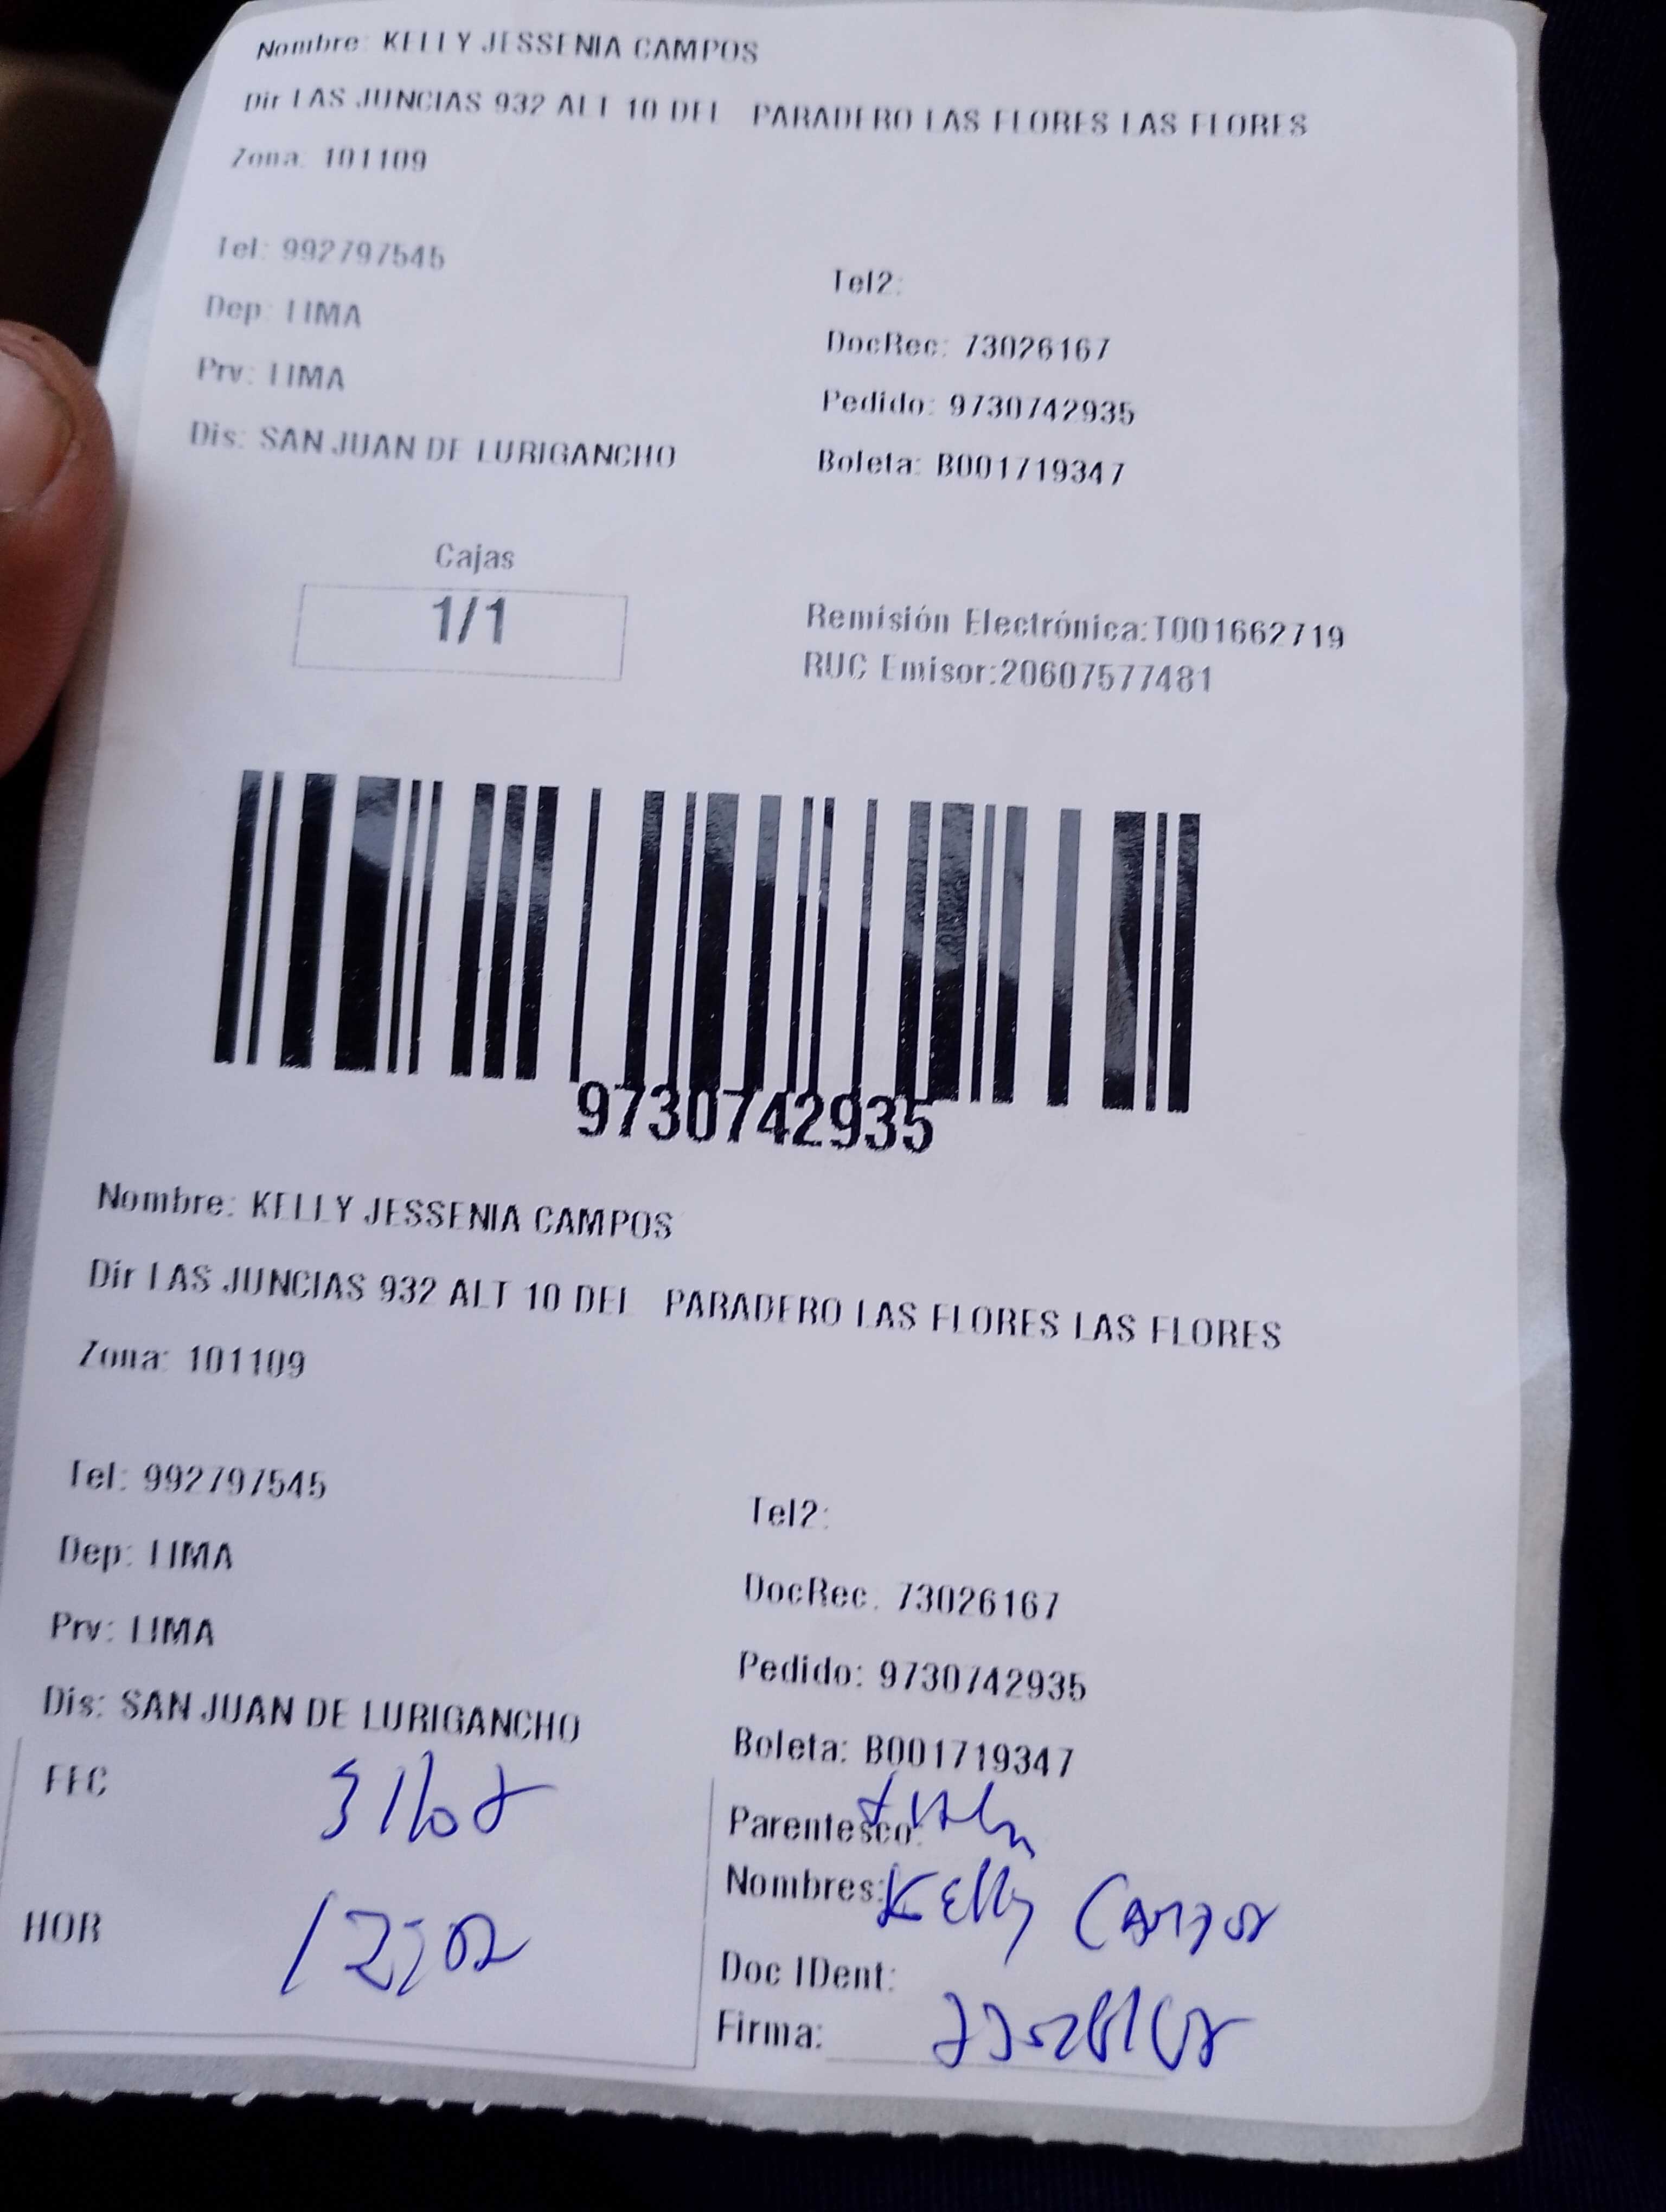 Nombre: KELLY JESSENIA CAMPOS
Dir LAS JUNCIAS 932 ALT 10 DEL PARADERO LAS FLORES LAS FLORES
Zona: 101109
Tel: 992797545
Tel2:
Dep: LIMA
DocRec: 73026167
Prv: LIMA
Pedido: 9730742935
Dis: SAN JUAN DE LURIGANCHO
Boleta: B001719347
Cajas
1/1
Remisión Electrónica:T001662719
RUC Emisor:20607577481
9730742935
Nombre: KELLY JESSENIA CAMPOS
Dir LAS JUNCIAS 932 ALT 10 DEL PARADERO LAS FLORES LAS FLORES
Zona: 101109
Tel: 992797545
Tel2:
Dep: LIMA
DocRec: 73026167
Prv: LIMA
Pedido: 9730742935
Dis: SAN JUAN DE LURIGANCHO
Boleta: B001719347
FEC
Parentesco:
Nombres: Kelly Campos
HOR
Doc IDent:
Firma: